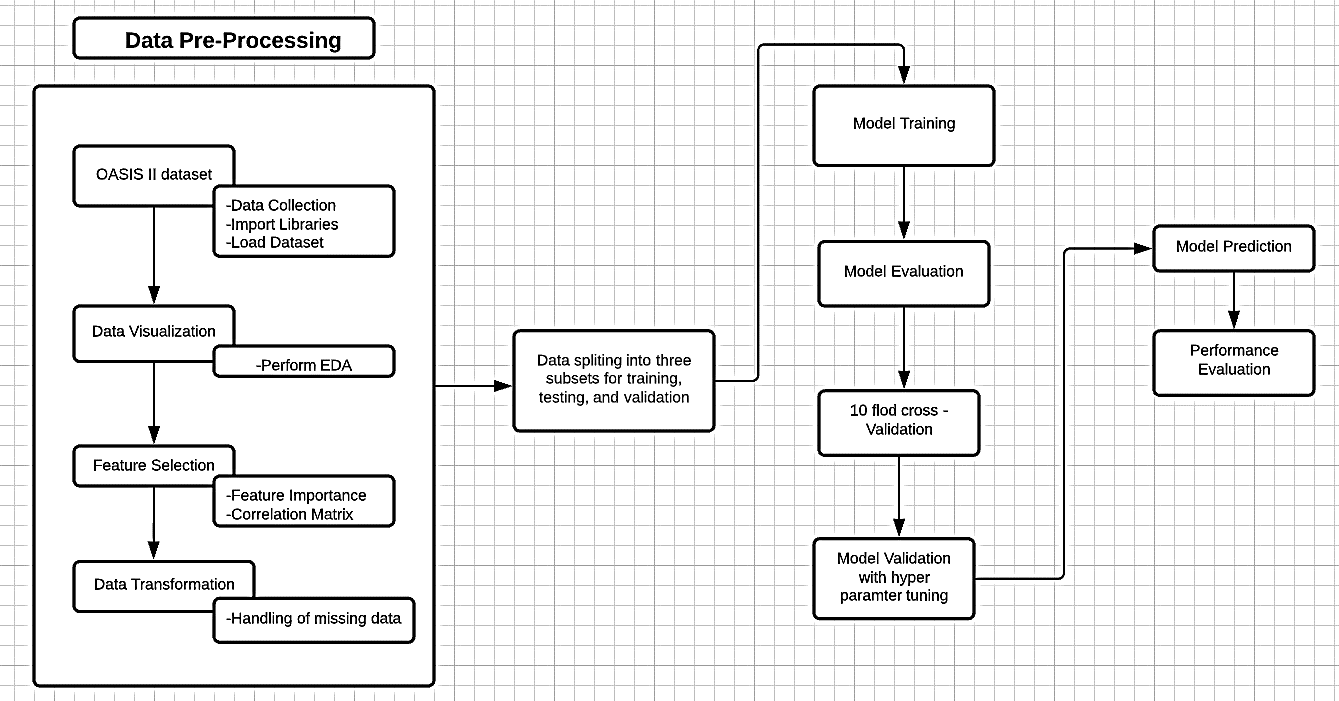 Data Pre-Processing
OASIS II dataset
-Data Collection
-Import Libraries
-Load Dataset
Data Visualization
-Perform EDA
Feature Selection
-Feature Importance
-Correlation Matrix
Data Transformation
-Handling of missing data
Data spliting into three
subsets for training,
testing, and validation
Model Training
Model Evaluation
10 flod cross -
Validation
Model Validation
with hyper
paramter tuning
Model Prediction
Performance
Evaluation